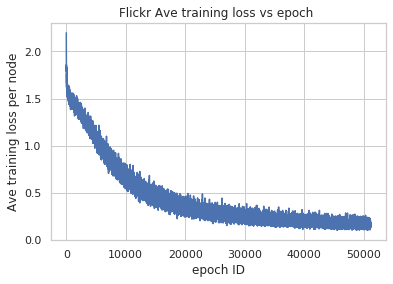 Flickr Ave training loss vs epoch
Ave training loss per node
2.0
1.5
1.0
0.5
0.0
0 10000 20000 30000 40000 50000
epoch ID